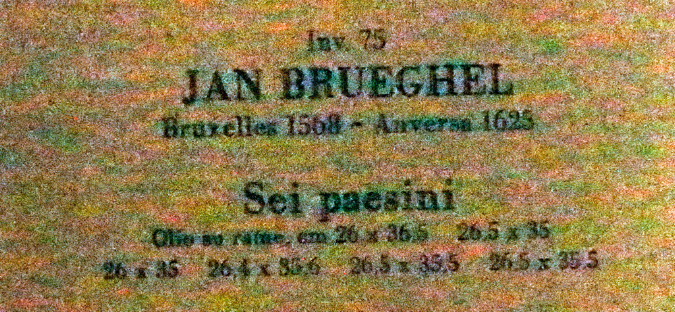 Inv. 75
JAN BRUEGHEL
Bruxelles 1568 - Anversa 1625
Sei paesini
Olio su rame, cm 26 x 36.5 26.5 x 35
26 x 35 26.4 x 35.6 26.5 x 35.5 26.5 x 35.5